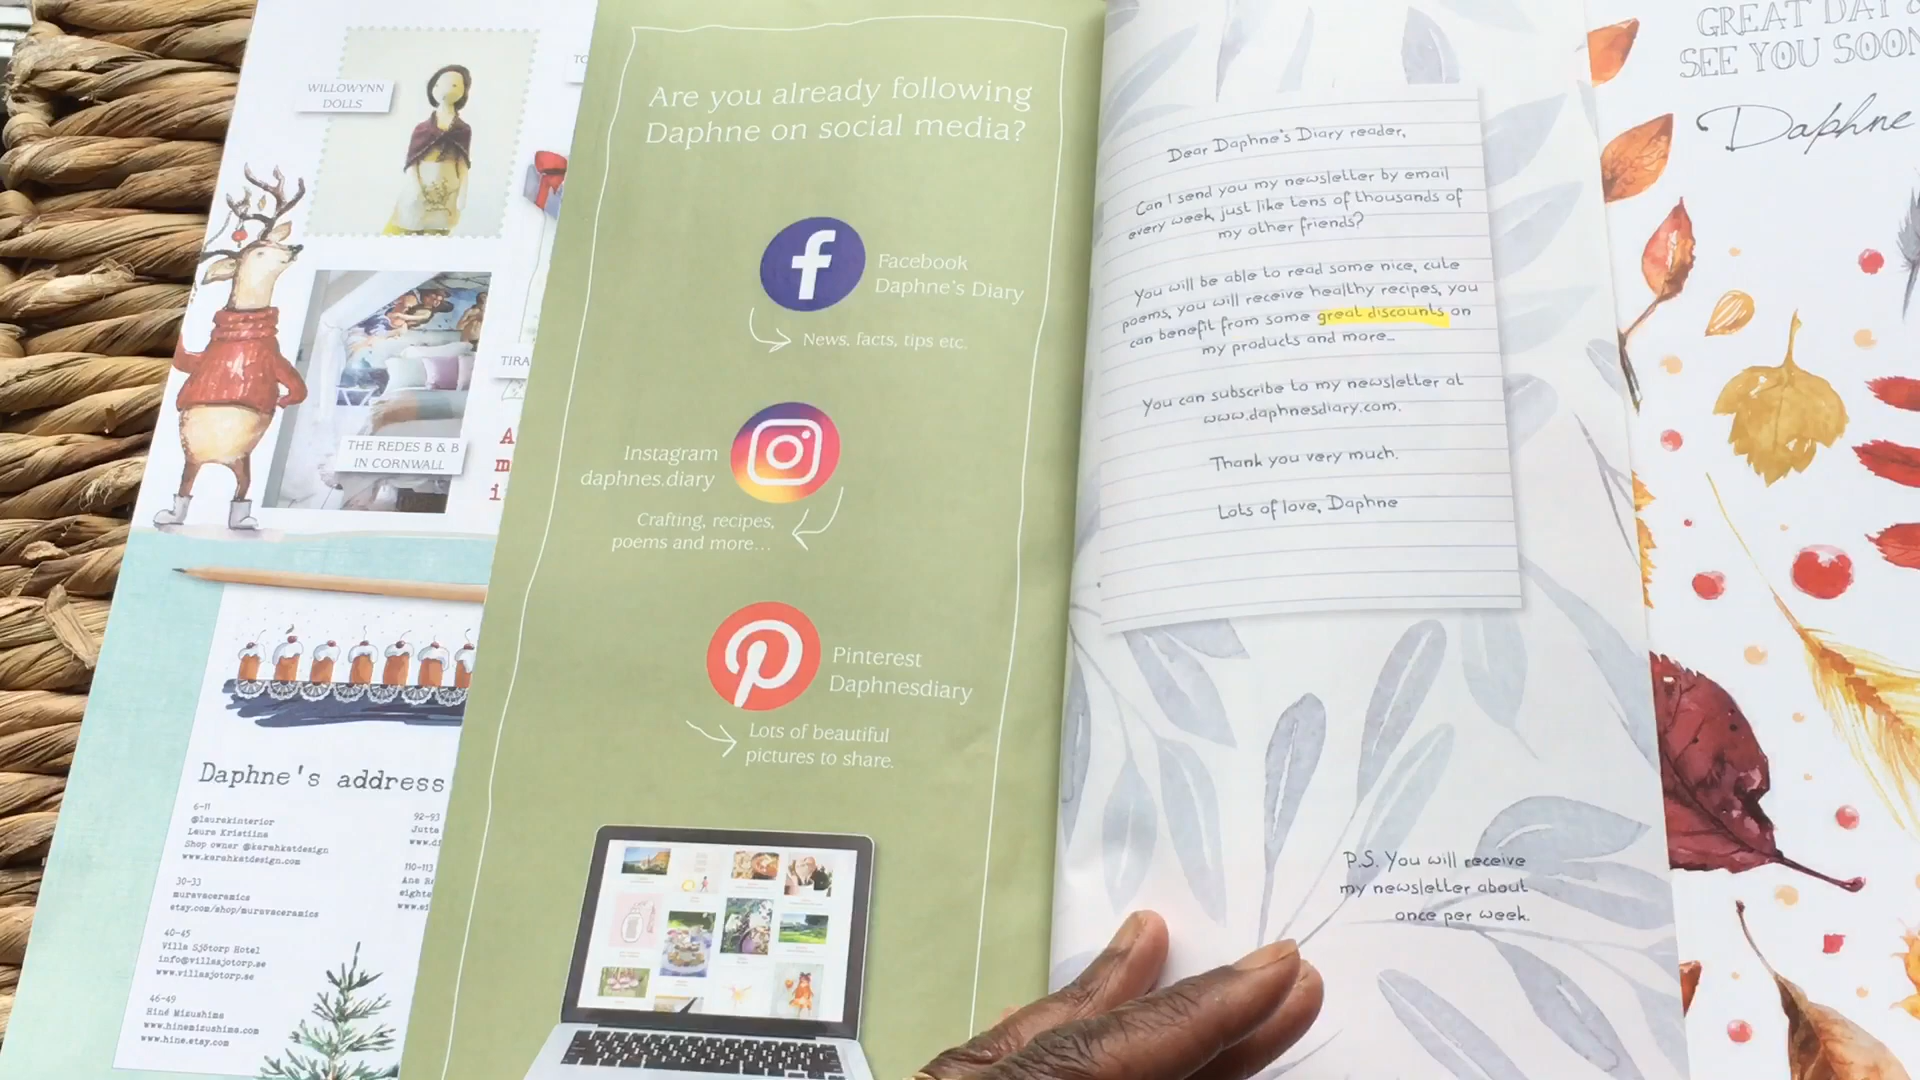 WILLOWYNN
DOLLS
THE REDES B & B
IN CORNWALL
Daphne's address
6-11
@laurakinterior
Laura Kristiina
Shop owner @karahkatdesign
www.karahkatdesign.com
30-33
muravaceramics
etsy.com/shop/muravaceramics
40-45
Villa Sjötorp Hotel
info@villasjotorp.se
www.villasjotorp.se
46-49
Hiné Mizushima
www.hinemizushima.com
www.hine.etsy.com
92-93
Jutta
110-113
Are you already following
Daphne on social media?
Facebook
Daphne's Diary
News, facts, tips etc.
Instagram
daphnes.diary
Crafting, recipes,
poems and more...
Pinterest
Daphnesdiary
Lots of beautiful
pictures to share.
Dear Daphne's Diary reader,
Can I send you my newsletter by email
every week, just like tens of thousands of
my other friends?
You will be able to read some nice, cute
poems, you will receive healthy recipes, you
can benefit from some great discounts on
my products and more...
You can subscribe to my newsletter at
www.daphnesdiary.com.
Thank you very much.
Lots of love, Daphne
P.S. You will receive
my newsletter about
once per week.
GREAT DAY &
SEE YOU SOON
Daphne